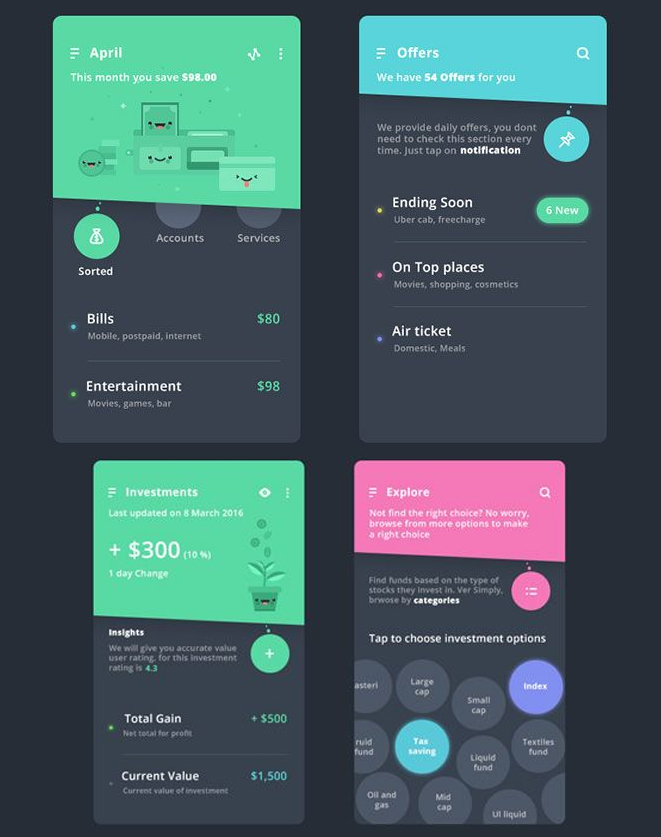 April
This month you save $98.00
Accounts
Services
Sorted
Bills
$80
Mobile, postpaid, internet
Entertainment
$98
Movies, games, bar
Offers
We have 54 Offers for you
We provide daily offers, you dont
need to check this section every
time. Just tap on notification
Ending Soon
6 New
Uber cab, freecharge
On Top places
Movies, shopping, cosmetics
Air ticket
Domestic, Meals
Investments
Last updated on 8 March 2016
+ $300 (10 %)
1 day Change
Insights
We will give you accurate value
user rating, for this investment
rating is 4.3
Total Gain
+ $500
Net total for profit
Current Value
$1,500
Current value of investment
Explore
Not find the right choice? No worry,
browse from more options to make
a right choice
Find funds based on the type of
stocks they invest in. Ver Simply,
brwose by categories
Tap to choose investment options
asteri
Large
cap
Small
cap
Index
ruid
fund
Tax
saving
Liquid
fund
Textiles
fund
Oil and
gas
Mid
cap
UI liquid